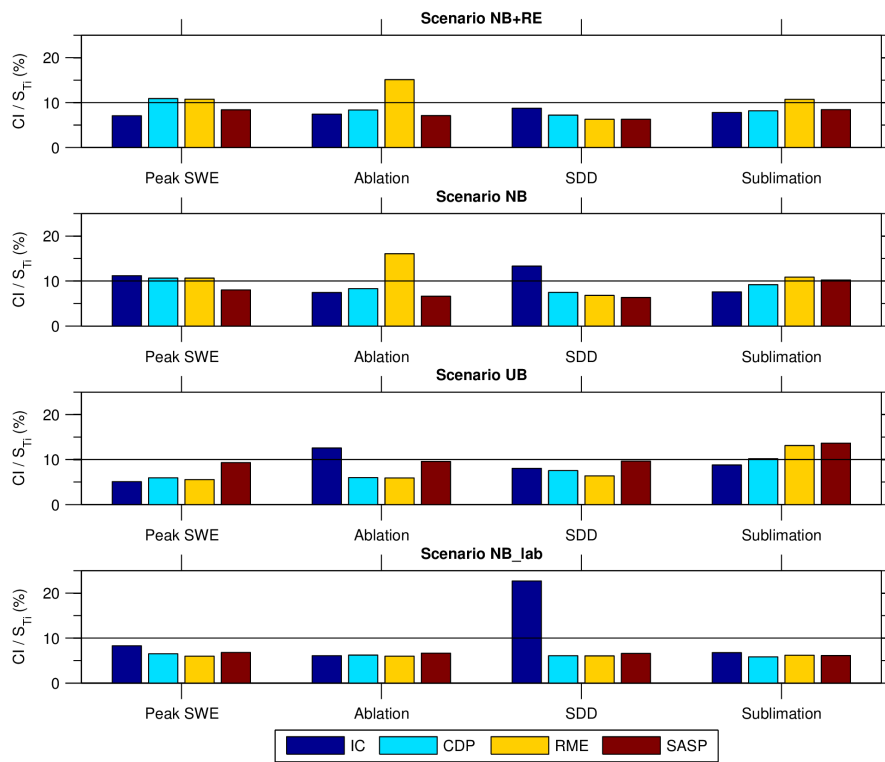 Scenario NB+RE
CI / S_Ti (%)
20
10
0
Peak SWE Ablation SDD Sublimation
Scenario NB
CI / S_Ti (%)
20
10
0
Peak SWE Ablation SDD Sublimation
Scenario UB
CI / S_Ti (%)
20
10
0
Peak SWE Ablation SDD Sublimation
Scenario NB_lab
CI / S_Ti (%)
20
10
0
Peak SWE Ablation SDD Sublimation
IC CDP RME SASP